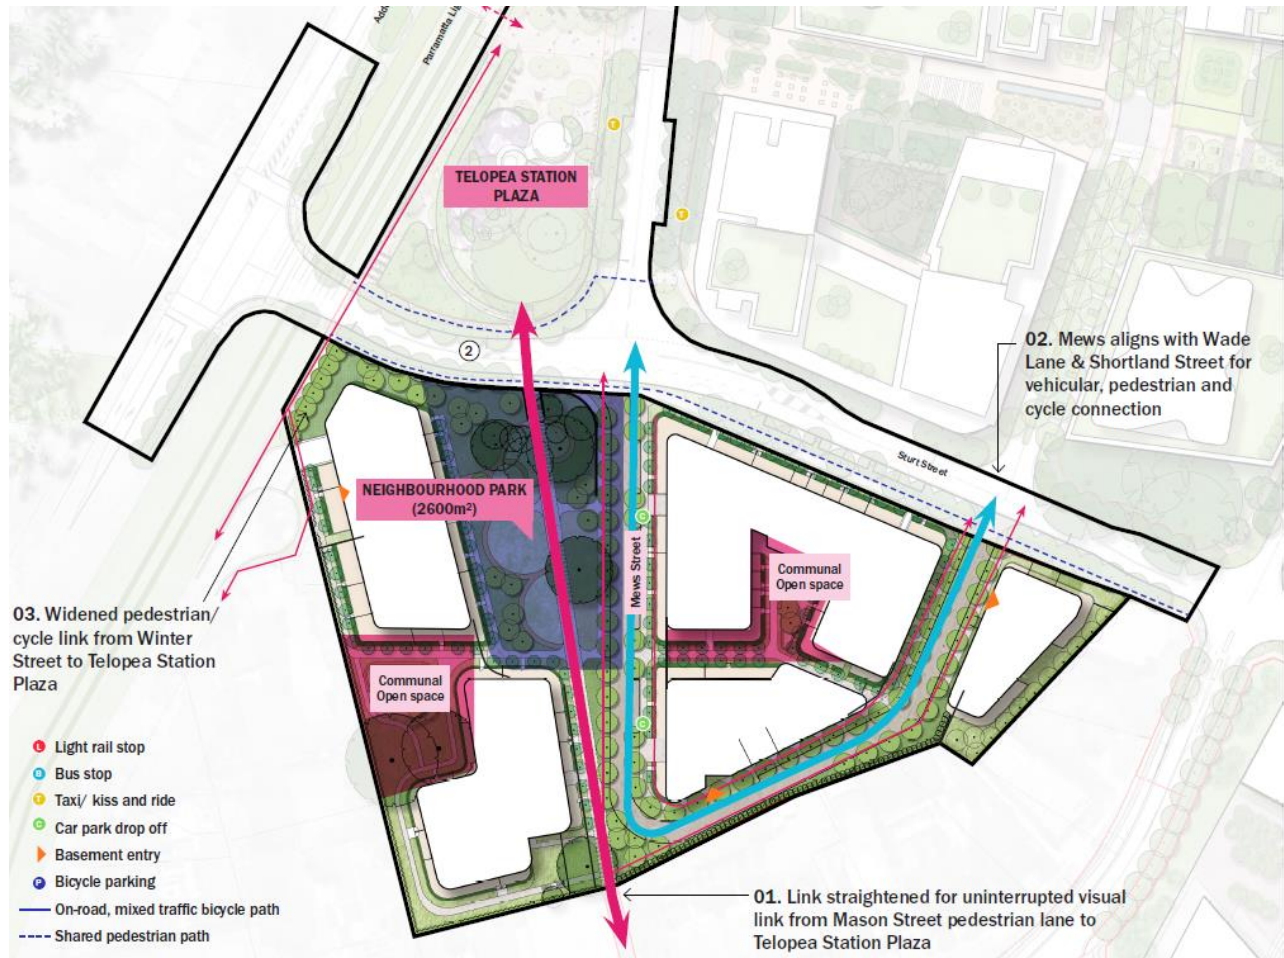 Parramatta Li
TELOPEA STATION
PLAZA
T
T
2
02. Mews aligns with Wade
Lane & Shortland Street for
vehicular, pedestrian and
cycle connection
Sturt Street
NEIGHBOURHOOD PARK
(2600m²)
C
Mews Street
Communal
Open space
03. Widened pedestrian/
cycle link from Winter
Street to Telopea Station
Plaza
Communal
Open space
C
L Light rail stop
B Bus stop
T Taxi/ kiss and ride
C Car park drop off
Basement entry
P Bicycle parking
On-road, mixed traffic bicycle path
Shared pedestrian path
01. Link straightened for uninterrupted visual
link from Mason Street pedestrian lane to
Telopea Station Plaza